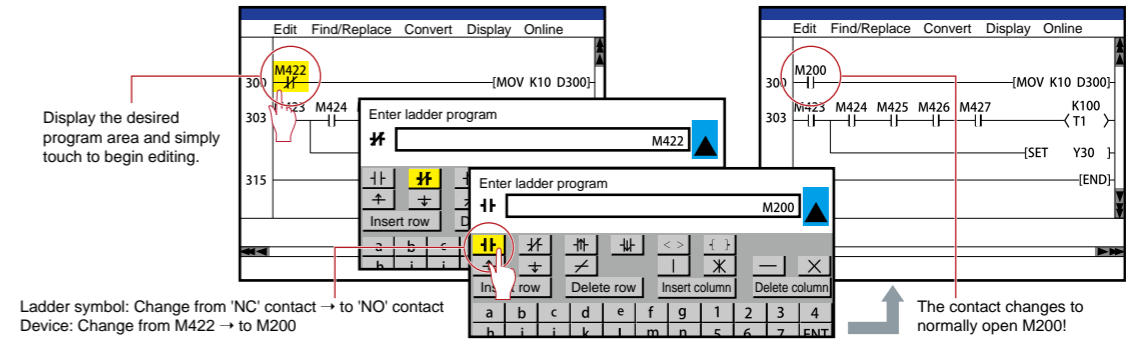 Edit Find/Replace Convert Display Online
M422
300
[MOV K10 D300]
M423 M424
303
315
Display the desired
program area and simply
touch to begin editing.
Enter ladder program
M422
Insert row
a b c
h i j
Enter ladder program
M200
< > { }
Insert row Delete row Insert column Delete column
a b c d e f g 1 2 3 4
h i j k l m n 5 6 7 ENT
Ladder symbol: Change from 'NC' contact → to 'NO' contact
Device: Change from M422 → to M200
Edit Find/Replace Convert Display Online
M200
300
[MOV K10 D300]
M423 M424 M425 M426 M427 K100
303
T1
[SET Y30 ]
[END]
The contact changes to
normally open M200!